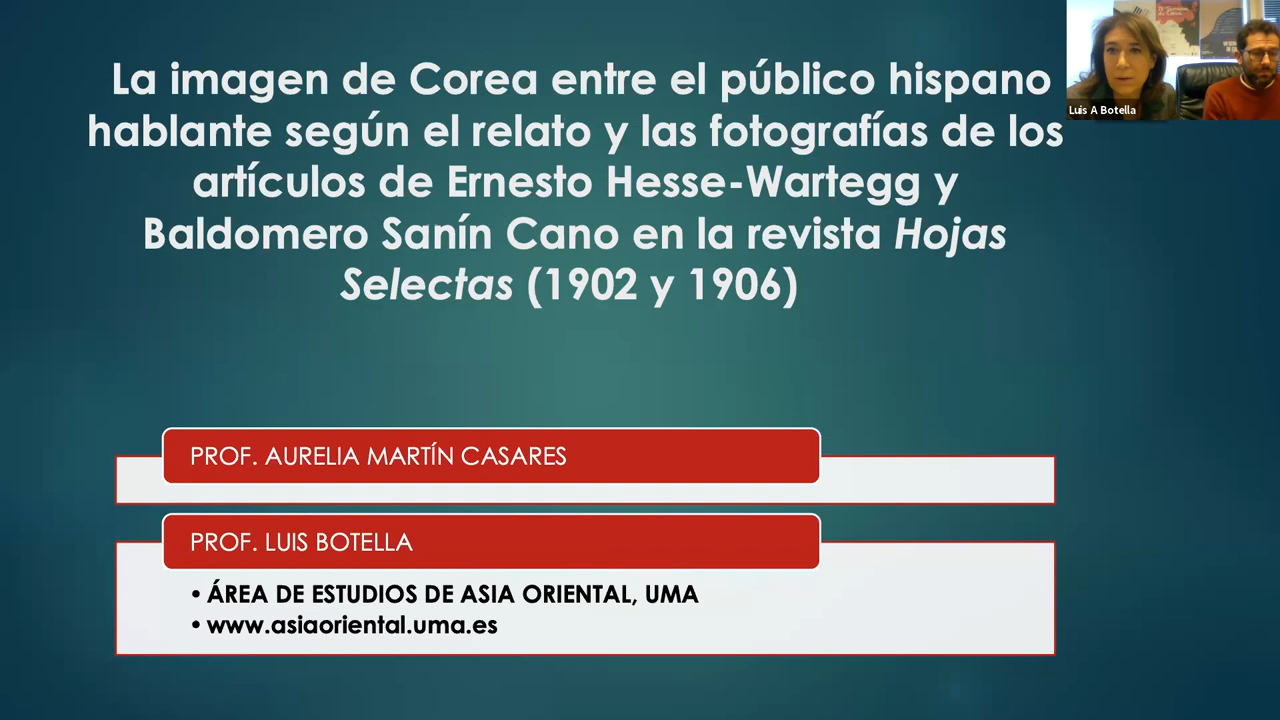 La imagen de Corea entre el público hispano
hablante según el relato y las fotografías de los
artículos de Ernesto Hesse-Wartegg y
Baldomero Sanín Cano en la revista Hojas
Selectas (1902 y 1906)
Luis A Botella
PROF. AURELIA MARTÍN CASARES
PROF. LUIS BOTELLA
• ÁREA DE ESTUDIOS DE ASIA ORIENTAL, UMA
• www.asiaoriental.uma.es